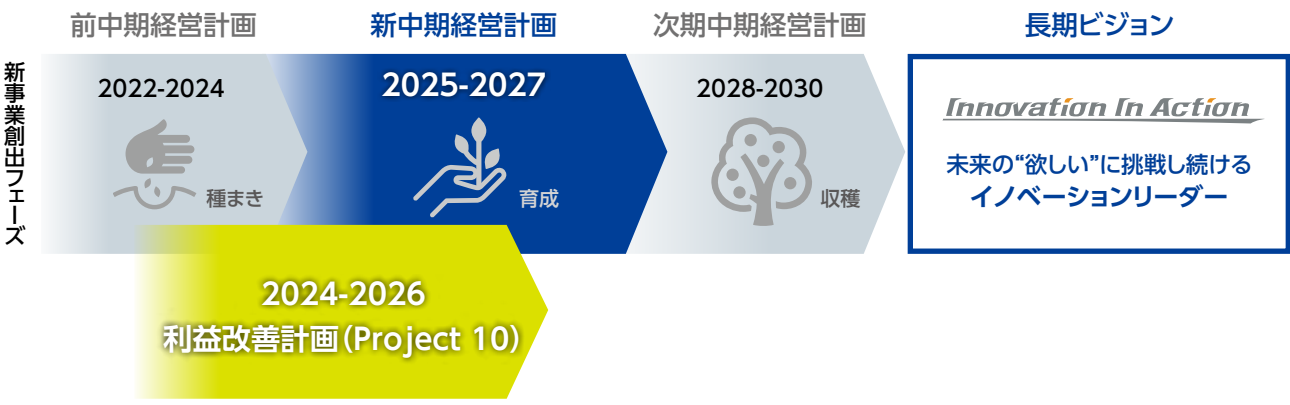 前中期経営計画
新中期経営計画
次期中期経営計画
長期ビジョン
新事業創出フェーズ
2022-2024
種まき
2025-2027
育成
2028-2030
収穫
Innovation In Action
未来の“欲しい”に挑戦し続ける
イノベーションリーダー
2024-2026
利益改善計画(Project 10)